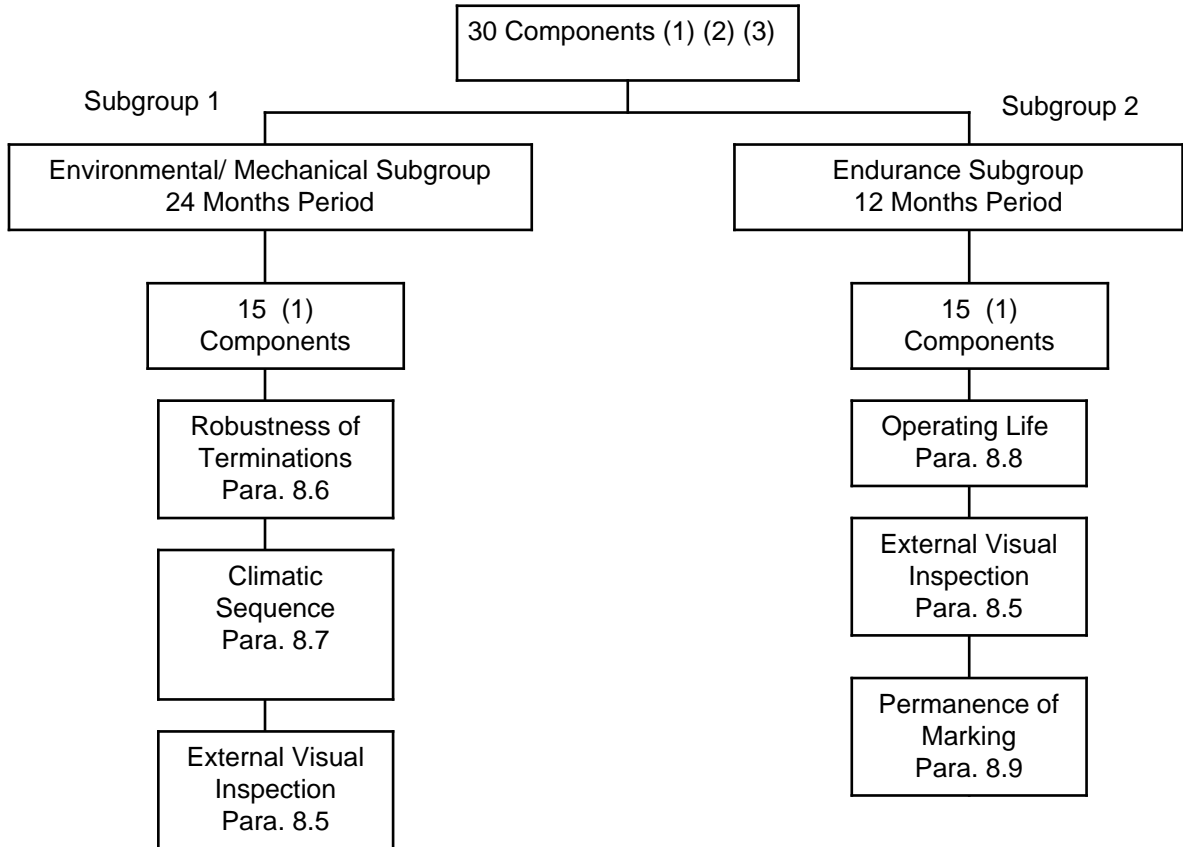 30 Components (1) (2) (3)
Subgroup 1
Subgroup 2
Environmental/ Mechanical Subgroup
24 Months Period
Endurance Subgroup
12 Months Period
15 (1)
Components
15 (1)
Components
Robustness of
Terminations
Para. 8.6
Operating Life
Para. 8.8
Climatic
Sequence
Para. 8.7
External Visual
Inspection
Para. 8.5
External Visual
Inspection
Para. 8.5
Permanence of
Marking
Para. 8.9